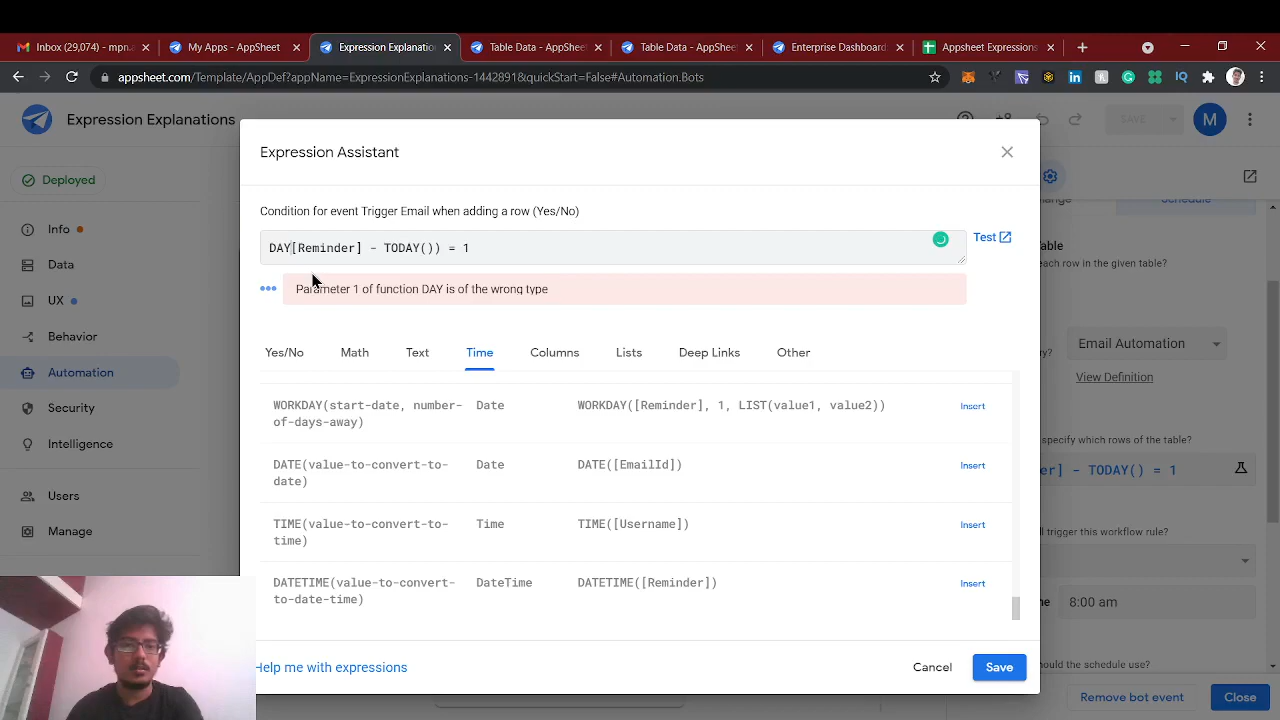 Inbox (29,074) - mpn.
My Apps - AppSheet
Expression Explanatio
Table Data - AppSheet
Table Data - AppSheet
Enterprise Dashboard
Appsheet Expressions
appsheet.com/Template/AppDef?appName=ExpressionExplanations-1442891&quickStart=False#Automation.Bots
Expression Explanations
SAVE
M
Deployed
Info
Data
UX
Behavior
Automation
Security
Intelligence
Users
Manage
Expression Assistant
Condition for event Trigger Email when adding a row (Yes/No)
DAY[Reminder] - TODAY()) = 1
Test
Parameter 1 of function DAY is of the wrong type
Yes/No
Math
Text
Time
Columns
Lists
Deep Links
Other
WORKDAY(start-date, number-of-days-away) Date WORKDAY([Reminder], 1, LIST(value1, value2)) Insert
DATE(value-to-convert-to-date) Date DATE([EmailId]) Insert
TIME(value-to-convert-to-time) Time TIME([Username]) Insert
DATETIME(value-to-convert-to-date-time) DateTime DATETIME([Reminder]) Insert
Help me with expressions
Cancel
Save
Schedule
Table
each row in the given table?
Email Automation
View Definition
specify which rows of the table?
er] - TODAY() = 1
ll trigger this workflow rule?
8:00 am
ould the schedule use?
Remove bot event
Close